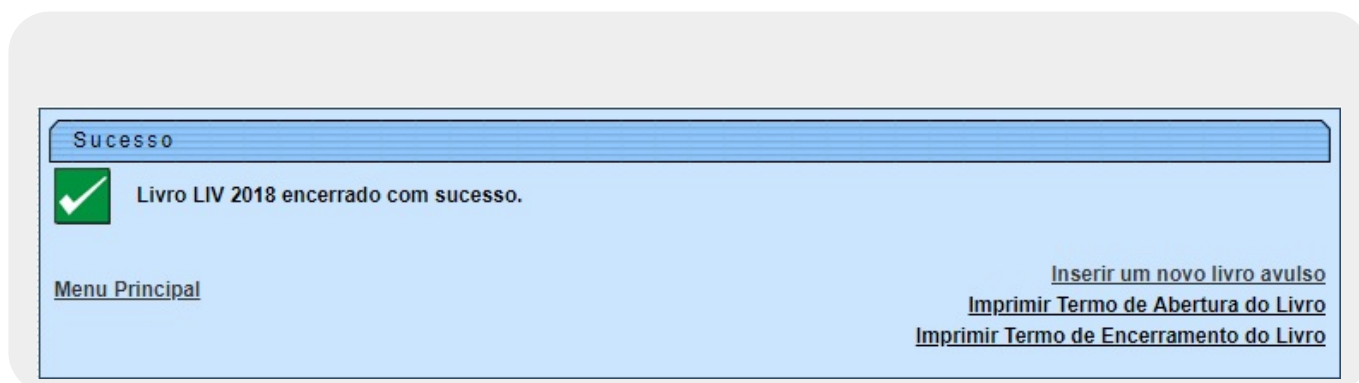 Sucesso
Livro LIV 2018 encerrado com sucesso.
Menu Principal
Inserir um novo livro avulso
Imprimir Termo de Abertura do Livro
Imprimir Termo de Encerramento do Livro